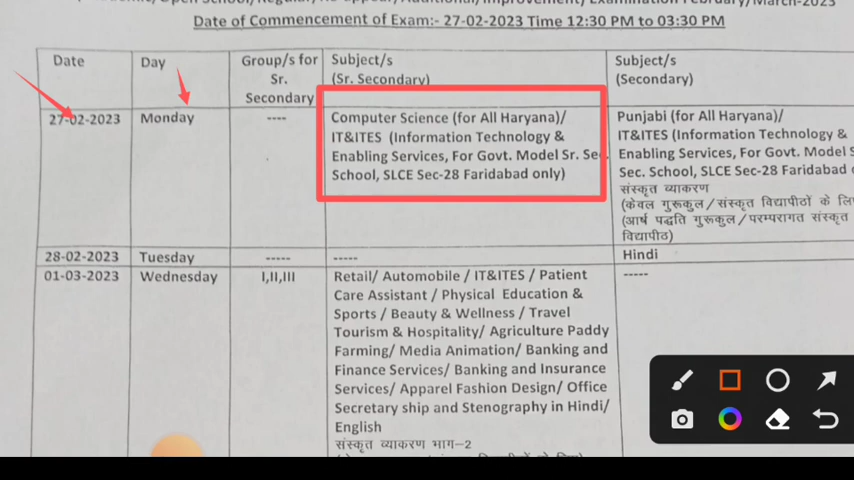 Examination February/March-2023
Date of Commencement of Exam:- 27-02-2023 Time 12:30 PM to 03:30 PM
Date
Day
Group/s for
Sr.
Secondary
Subject/s
(Sr. Secondary)
Subject/s
(Secondary)
27-02-2023
Monday
----
Computer Science (for All Haryana)/
IT&ITES (Information Technology &
Enabling Services, For Govt. Model Sr. Sec.
School, SLCE Sec-28 Faridabad only)
Punjabi (for All Haryana)/
IT&ITES (Information Technology &
Enabling Services, For Govt. Model S
Sec. School, SLCE Sec-28 Faridabad
संस्कृत व्याकरण
(केवल गुरूकुल/संस्कृत विद्यापीठों के
(आर्ष पद्धति गुरूकुल/परम्परागत संस्कृत
विद्यापीठ)
28-02-2023
Tuesday
-----
-----
Hindi
01-03-2023
Wednesday
I,II,III
Retail/ Automobile / IT&ITES / Patient
Care Assistant / Physical Education &
Sports / Beauty & Wellness / Travel
Tourism & Hospitality/ Agriculture Paddy
Farming/ Media Animation/ Banking and
Finance Services/ Banking and Insurance
Services/ Apparel Fashion Design/ Office
Secretary ship and Stenography in Hindi/
English
संस्कृत व्याकरण भाग-2
-----